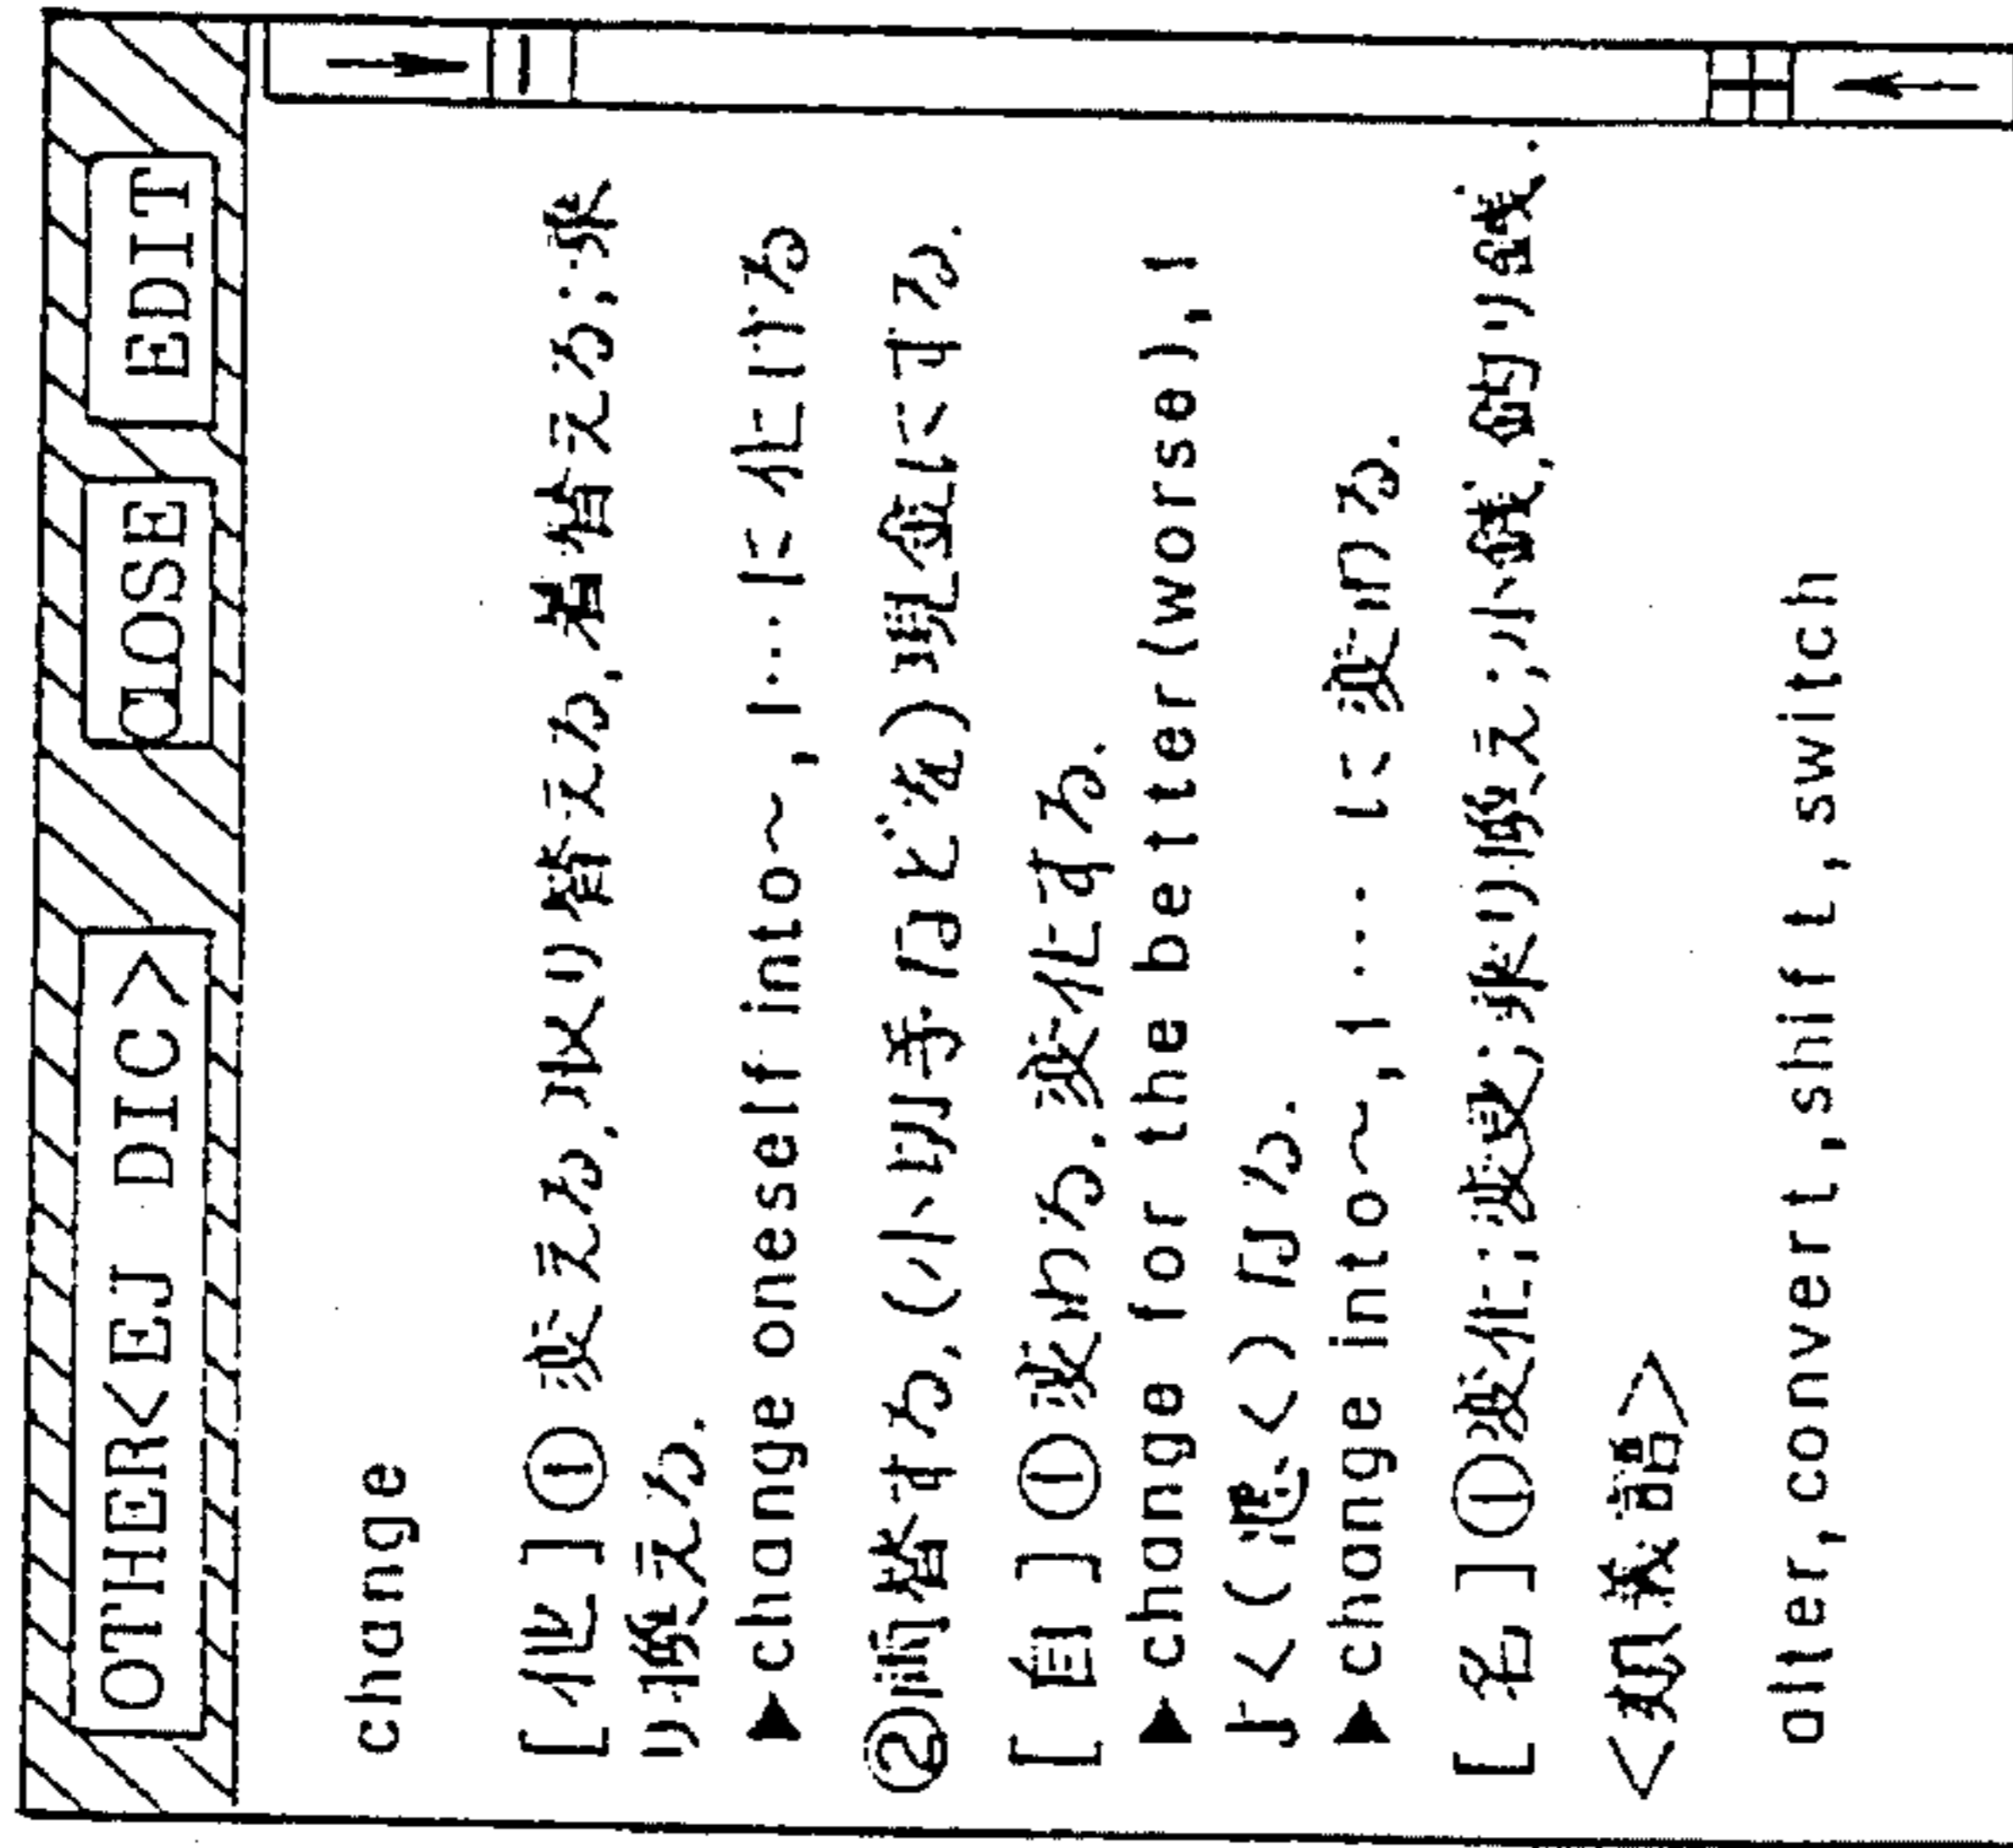 OTHER<EJ DIC> CLOSE EDIT
change
[他]①変える,取り替える,着替える;乗
り換える.
▲change oneself into~,|…に化ける
②両替する,(小切手などを)現金にする.
[自]①変わる.変化する.
▲change for the better(worse),|
よく(悪く)なる.
▲change into~,|… に変わる.
[名]①変化;変更;乗り換え;小銭,釣り銭.
<類義語>
alter,convert,shift,switch